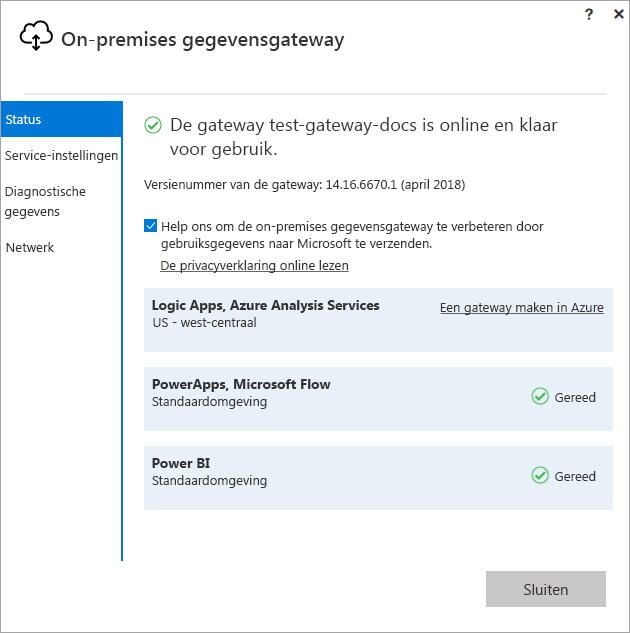 ? ×
On-premises gegevensgateway
Status
Service-instellingen
Diagnostische
gegevens
Netwerk
De gateway test-gateway-docs is online en klaar
voor gebruik.
Versienummer van de gateway: 14.16.6670.1 (april 2018)
Help ons om de on-premises gegevensgateway te verbeteren door
gebruiksgegevens naar Microsoft te verzenden.
De privacyverklaring online lezen
Logic Apps, Azure Analysis Services
US - west-centraal
Een gateway maken in Azure
PowerApps, Microsoft Flow
Standaardomgeving
Gereed
Power BI
Standaardomgeving
Gereed
Sluiten